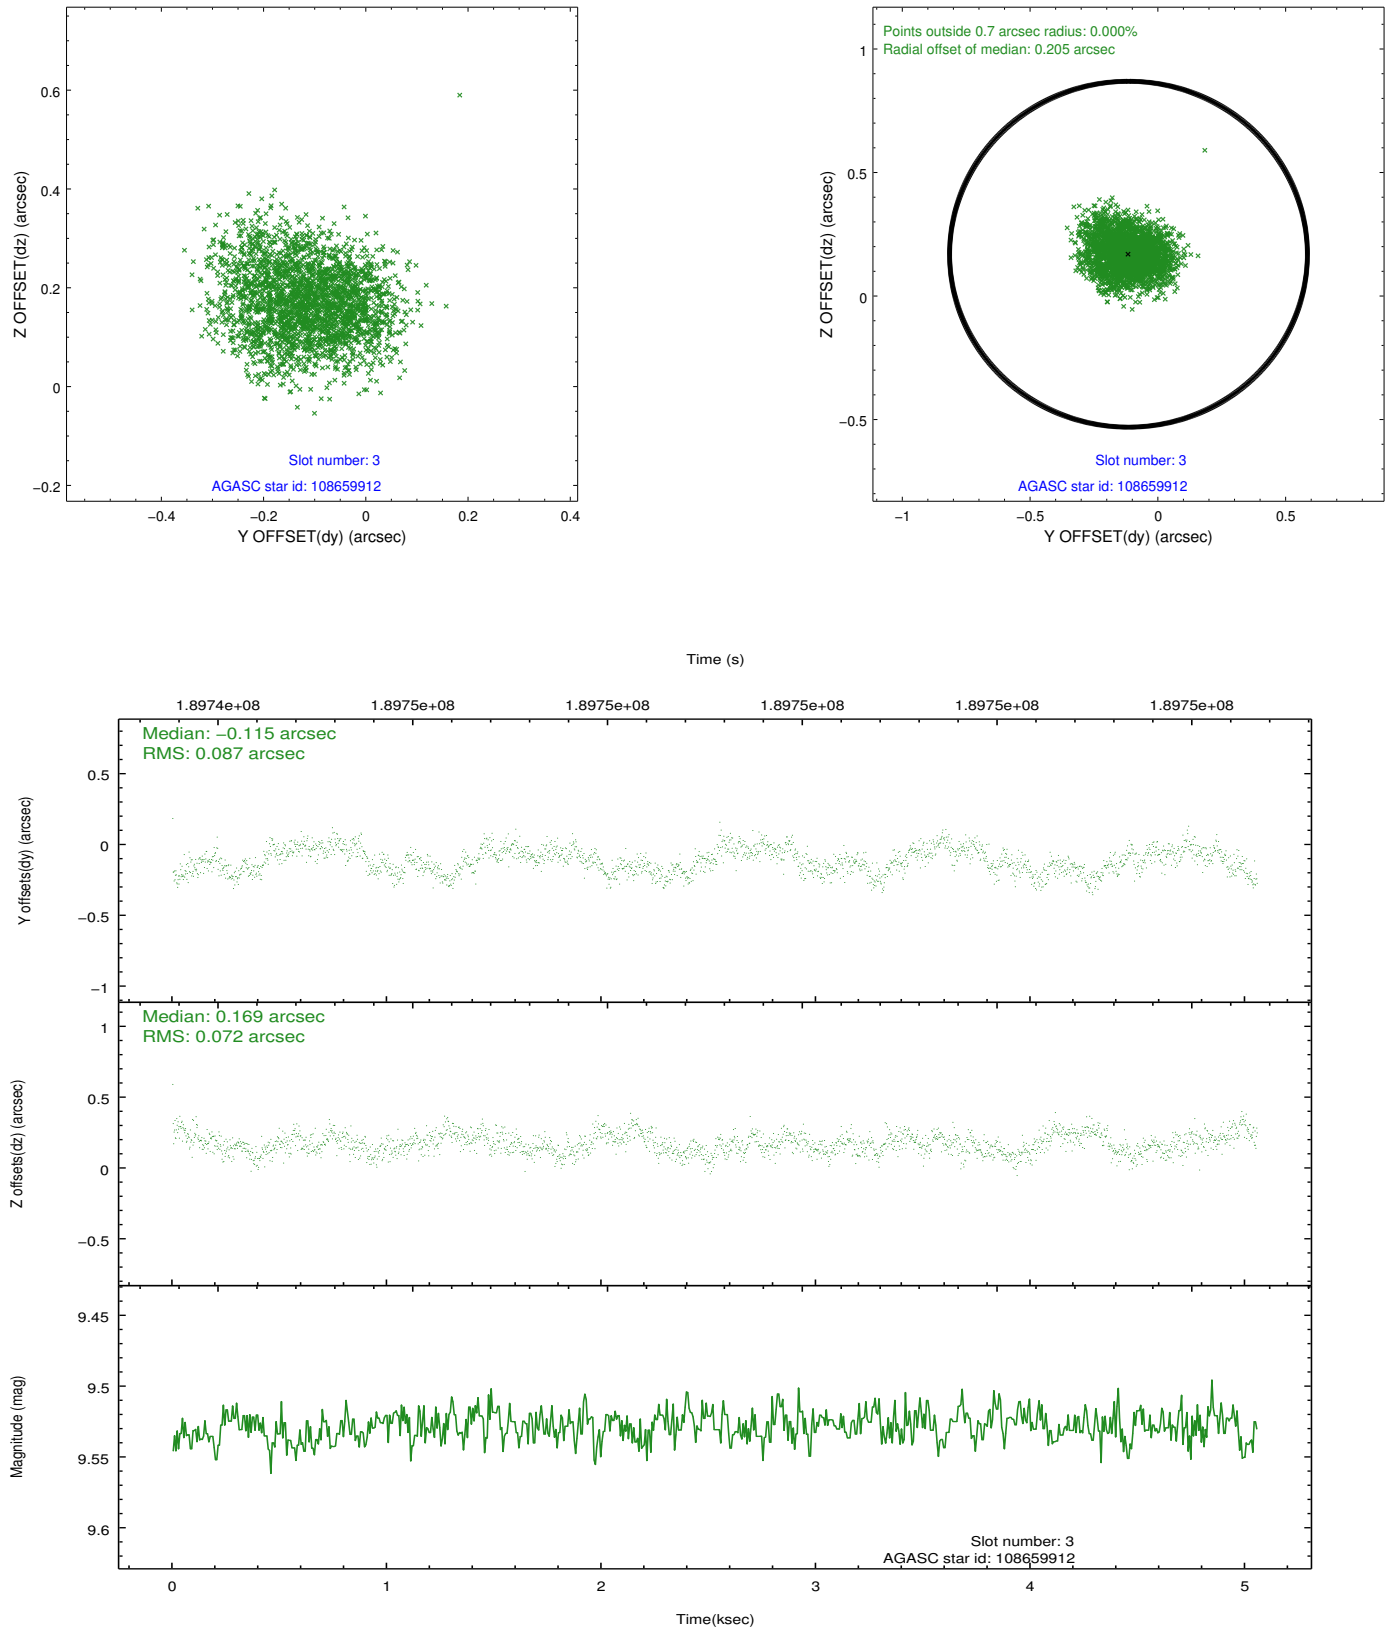 0.6
0.4
0.2
0
−0.2
Z OFFSET(dz) (arcsec)
Slot number: 3
AGASC star id: 108659912
−0.4 −0.2 0 0.2 0.4
Y OFFSET(dy) (arcsec)
Points outside 0.7 arcsec radius: 0.000%
Radial offset of median: 0.205 arcsec
1
0.5
0
−0.5
Z OFFSET(dz) (arcsec)
Slot number: 3
AGASC star id: 108659912
−1 −0.5 0 0.5
Y OFFSET(dy) (arcsec)
Time (s)
1.8974e+08 1.8975e+08 1.8975e+08 1.8975e+08 1.8975e+08 1.8975e+08
Median: −0.115 arcsec
RMS: 0.087 arcsec
0.5
0
−0.5
−1
Y offsets(dy) (arcsec)
Median: 0.169 arcsec
RMS: 0.072 arcsec
1
0.5
0
−0.5
Z offsets(dz) (arcsec)
9.45
9.5
9.55
9.6
Magnitude (mag)
Slot number: 3
AGASC star id: 108659912
0 1 2 3 4 5
Time(ksec)